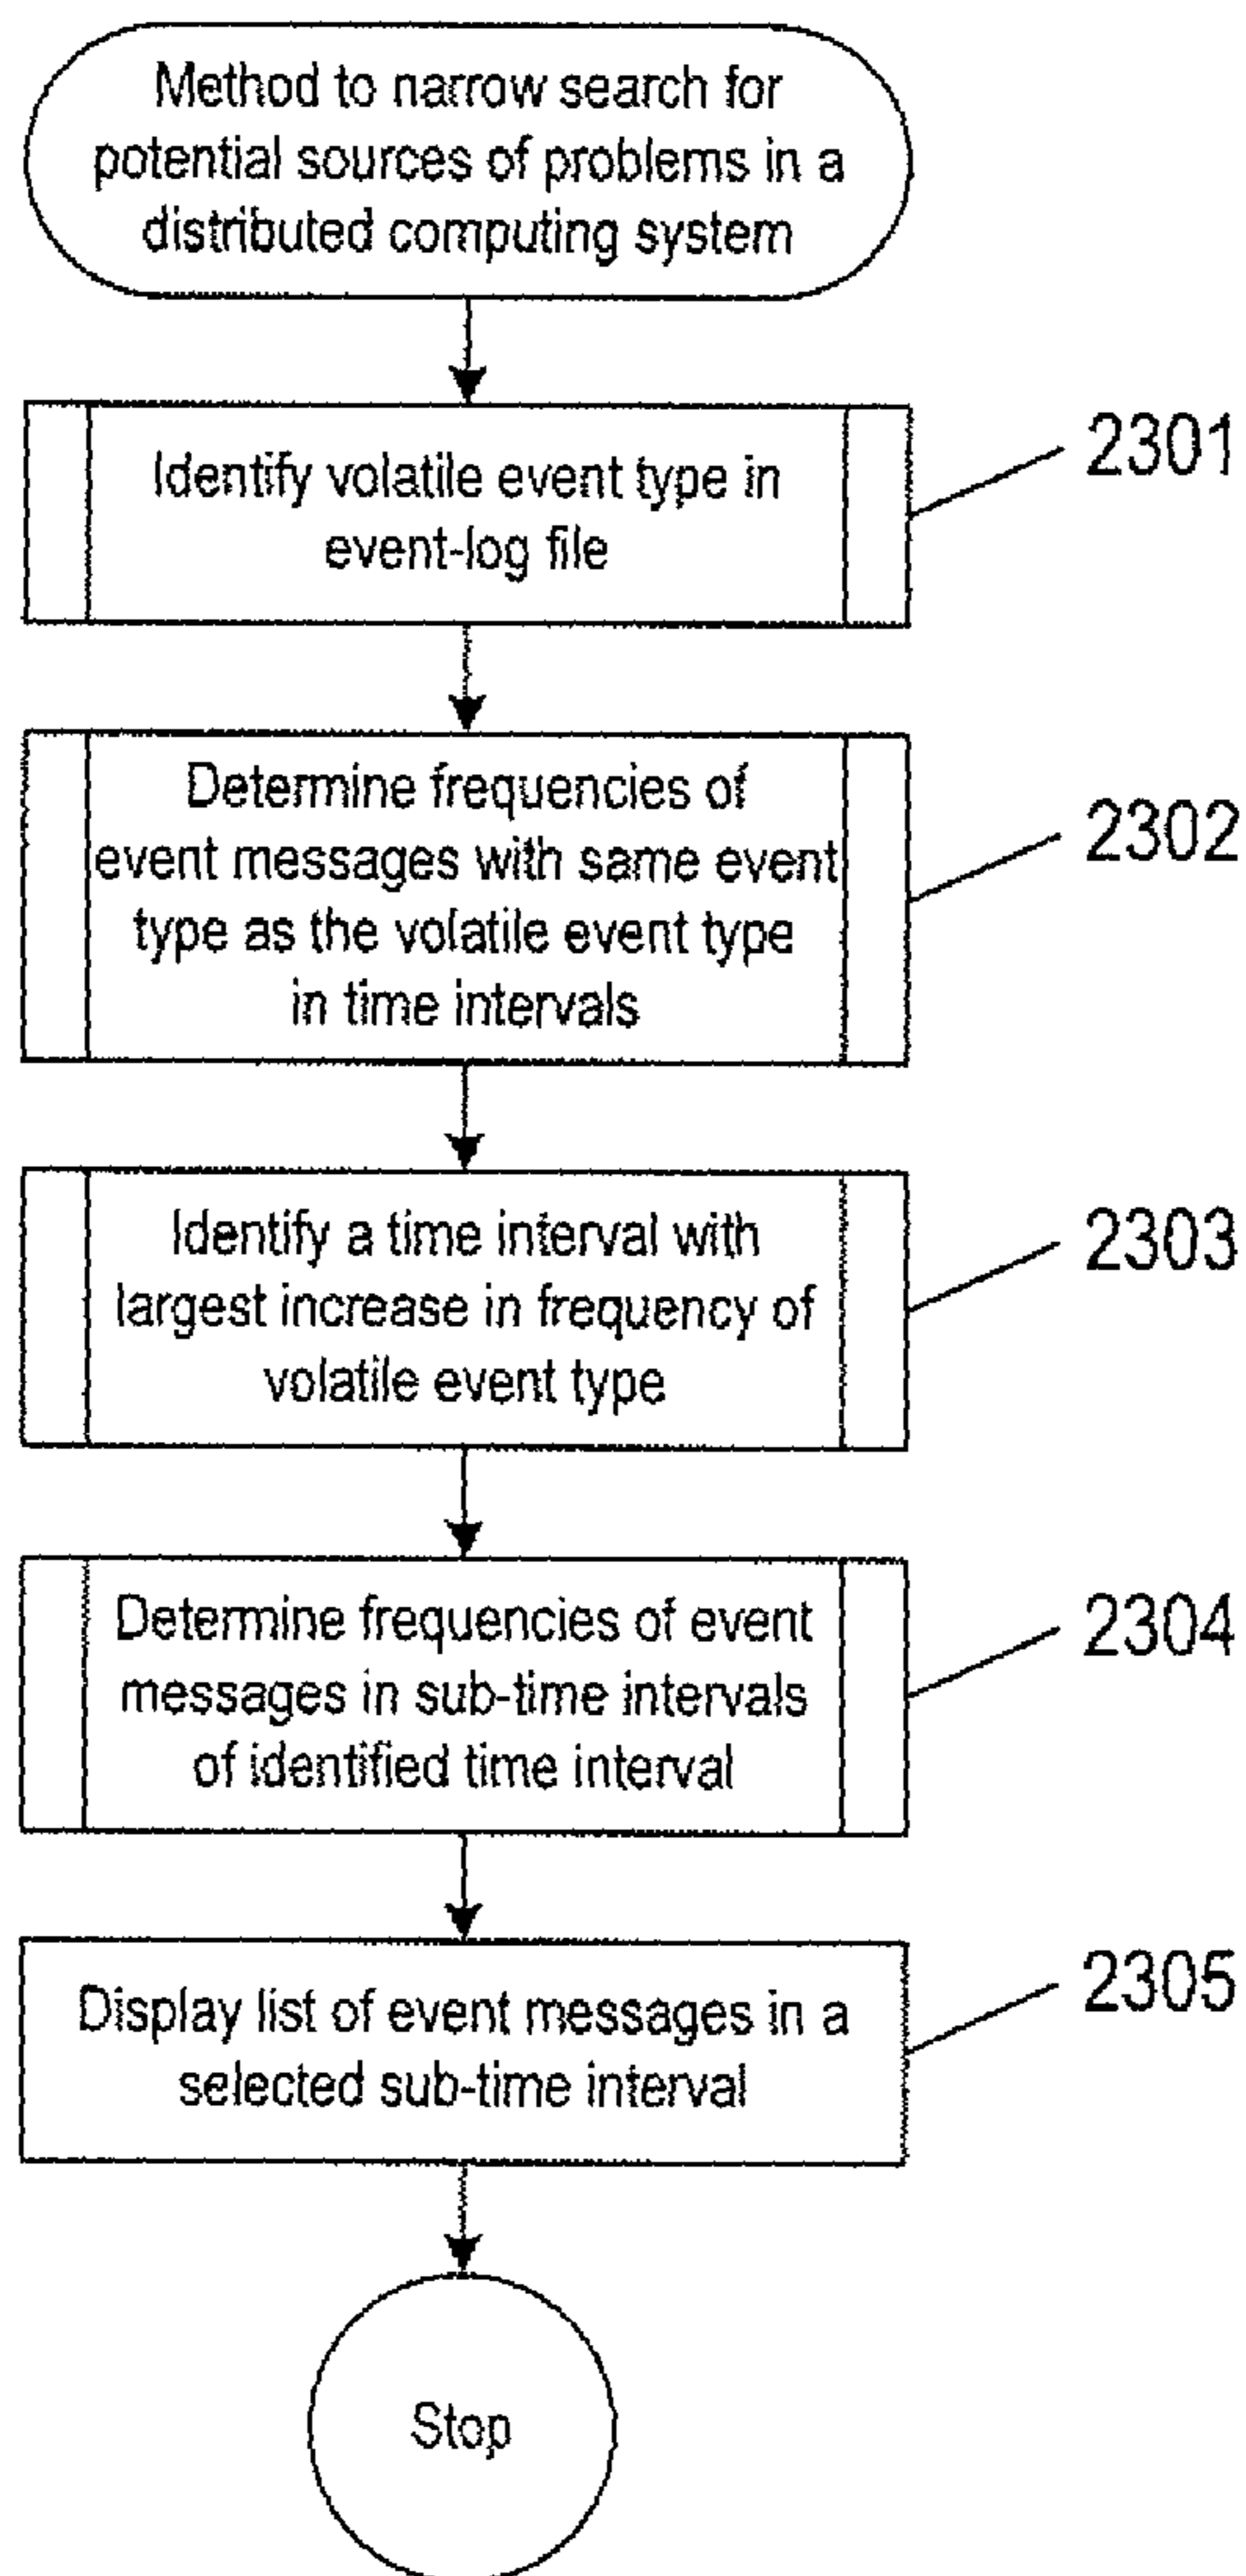 Method to narrow search for
potential sources of problems in a
distributed computing system
Identify volatile event type in
event-log file
2301
Determine frequencies of
event messages with same event
type as the volatile event type
in time intervals
2302
Identify a time interval with
largest increase in frequency of
volatile event type
2303
Determine frequencies of event
messages in sub-time intervals
of identified time interval
2304
Display list of event messages in a
selected sub-time interval
2305
Stop